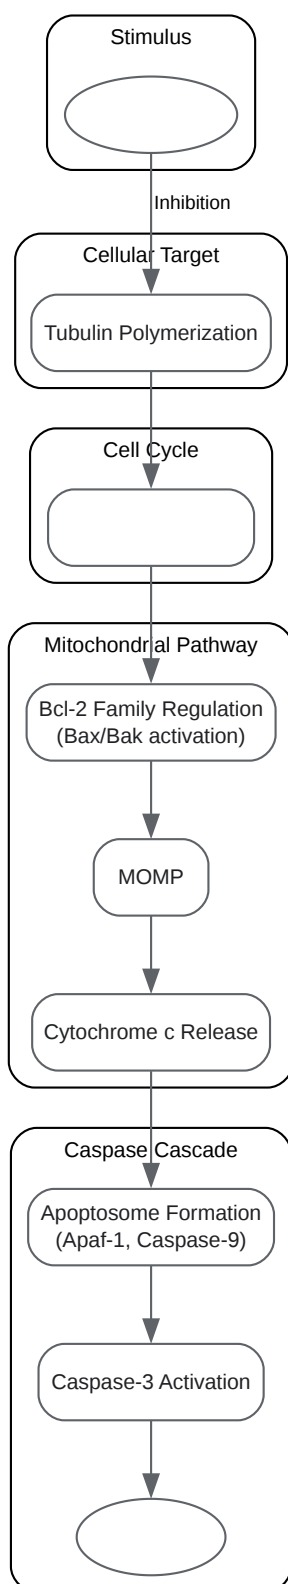 Stimulus
Inhibition
Cellular Target
Tubulin Polymerization
Cell Cycle
Mitochondrial Pathway
Bcl-2 Family Regulation
(Bax/Bak activation)
MOMP
Cytochrome c Release
Caspase Cascade
Apoptosome Formation
(Apaf-1, Caspase-9)
Caspase-3 Activation